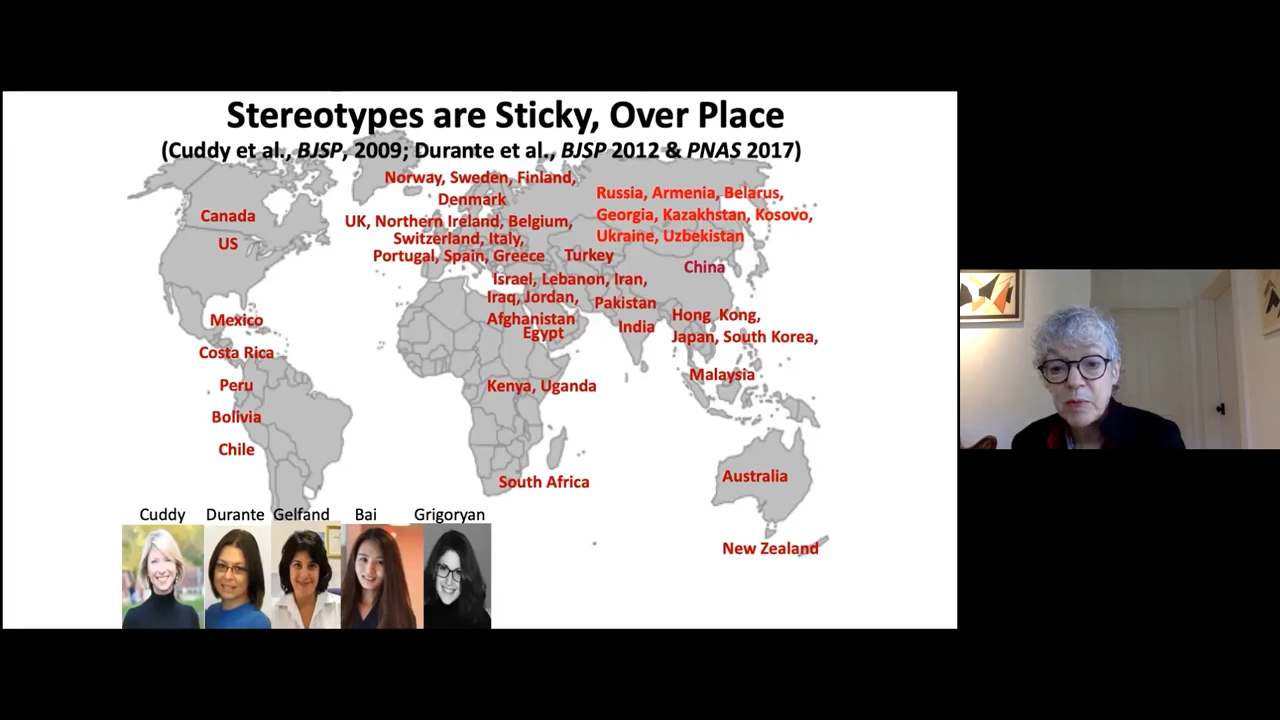 Stereotypes are Sticky, Over Place
(Cuddy et al., BJSP, 2009; Durante et al., BJSP 2012 & PNAS 2017)
Norway, Sweden, Finland,
Denmark
Russia, Armenia, Belarus,
Georgia, Kazakhstan, Kosovo,
Ukraine, Uzbekistan
Canada
US
UK, Northern Ireland, Belgium,
Switzerland, Italy,
Portugal, Spain, Greece
Turkey
China
Israel, Lebanon, Iran,
Iraq, Jordan,
Afghanistan
Egypt
Pakistan
India
Hong Kong,
Japan, South Korea,
Malaysia
Mexico
Costa Rica
Peru
Bolivia
Chile
Kenya, Uganda
South Africa
Australia
New Zealand
Cuddy
Durante
Gelfand
Bai
Grigoryan